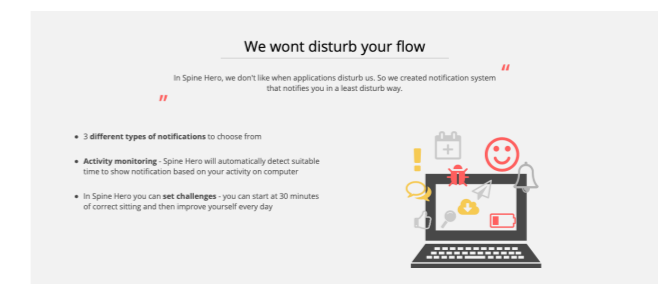 We wont disturb your flow
In Spine Hero, we don't like when applications disturb us. So we created notification system
that notifies you in a least disturb way.
3 different types of notifications to choose from
Activity monitoring - Spine Hero will automatically detect suitable
time to show notification based on your activity on computer
In Spine Hero you can set challenges - you can start at 30 minutes
of correct sitting and then improve yourself every day